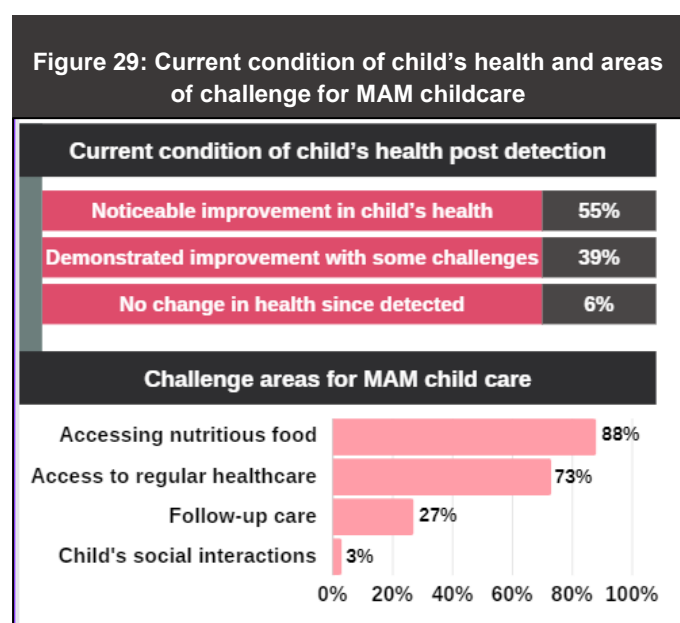 Figure 29: Current condition of child’s health and areas
of challenge for MAM childcare
Current condition of child’s health post detection
Noticeable improvement in child’s health 55%
Demonstrated improvement with some challenges 39%
No change in health since detected 6%
Challenge areas for MAM child care
Accessing nutritious food 88%
Access to regular healthcare 73%
Follow-up care 27%
Child's social interactions 3%
0% 20% 40% 60% 80% 100%